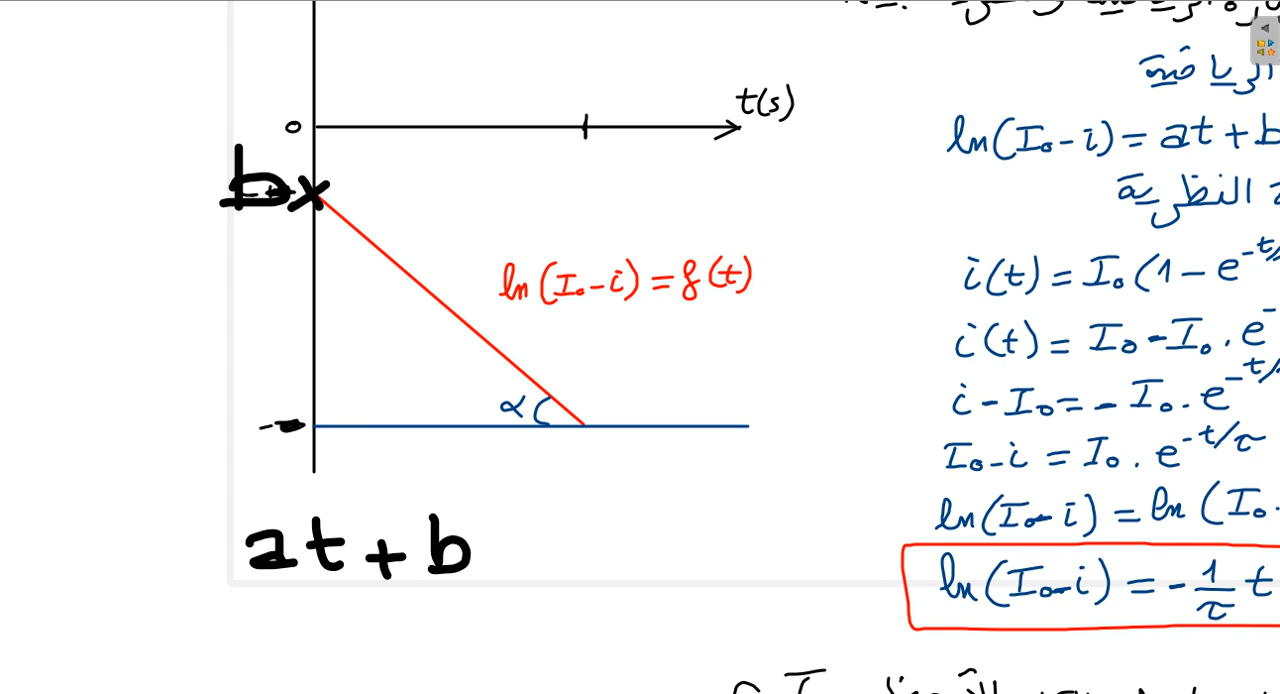 t(s)
0
b
ln(I₀-i) = f(t)
α
at + b
ln(I₀-i) = at + b
النظرية
i(t) = I₀(1 - e^-t/
i(t) = I₀ - I₀ . e^-
i - I₀ = - I₀ . e^-t/
I₀-i = I₀ . e^-t/τ
ln(I₀-i) = ln(I₀.
ln(I₀-i) = - 1/τ t